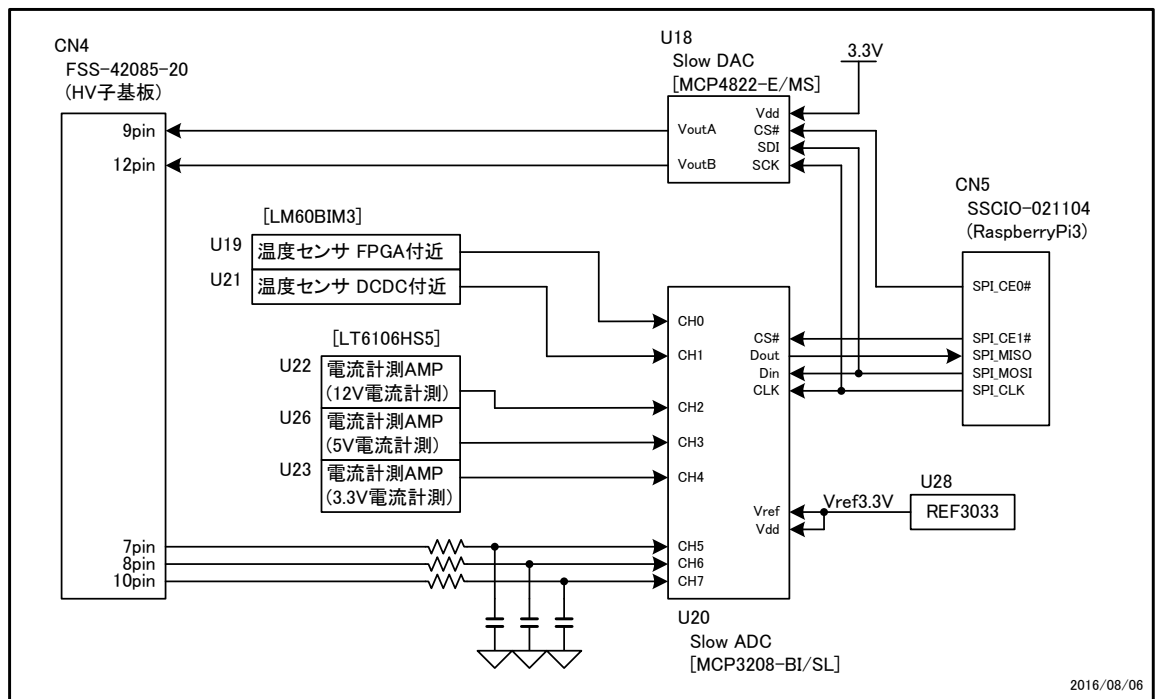 CN4
FSS-42085-20
(HV子基板)
9pin
12pin
7pin
8pin
10pin
U18
Slow DAC
[MCP4822-E/MS]
3.3V
VoutA
VoutB
Vdd
CS#
SDI
SCK
CN5
SSCIO-021104
(RaspberryPi3)
SPI_CE0#
SPI_CE1#
SPI_MISO
SPI_MOSI
SPI_CLK
[LM60BIM3]
U19
温度センサ FPGA付近
U21
温度センサ DCDC付近
[LT6106HS5]
U22
電流計測AMP
(12V電流計測)
U26
電流計測AMP
(5V電流計測)
U23
電流計測AMP
(3.3V電流計測)
CH0
CH1
CH2
CH3
CH4
CH5
CH6
CH7
CS#
Dout
Din
CLK
Vref
Vdd
Vref3.3V
U28
REF3033
U20
Slow ADC
[MCP3208-BI/SL]
2016/08/06